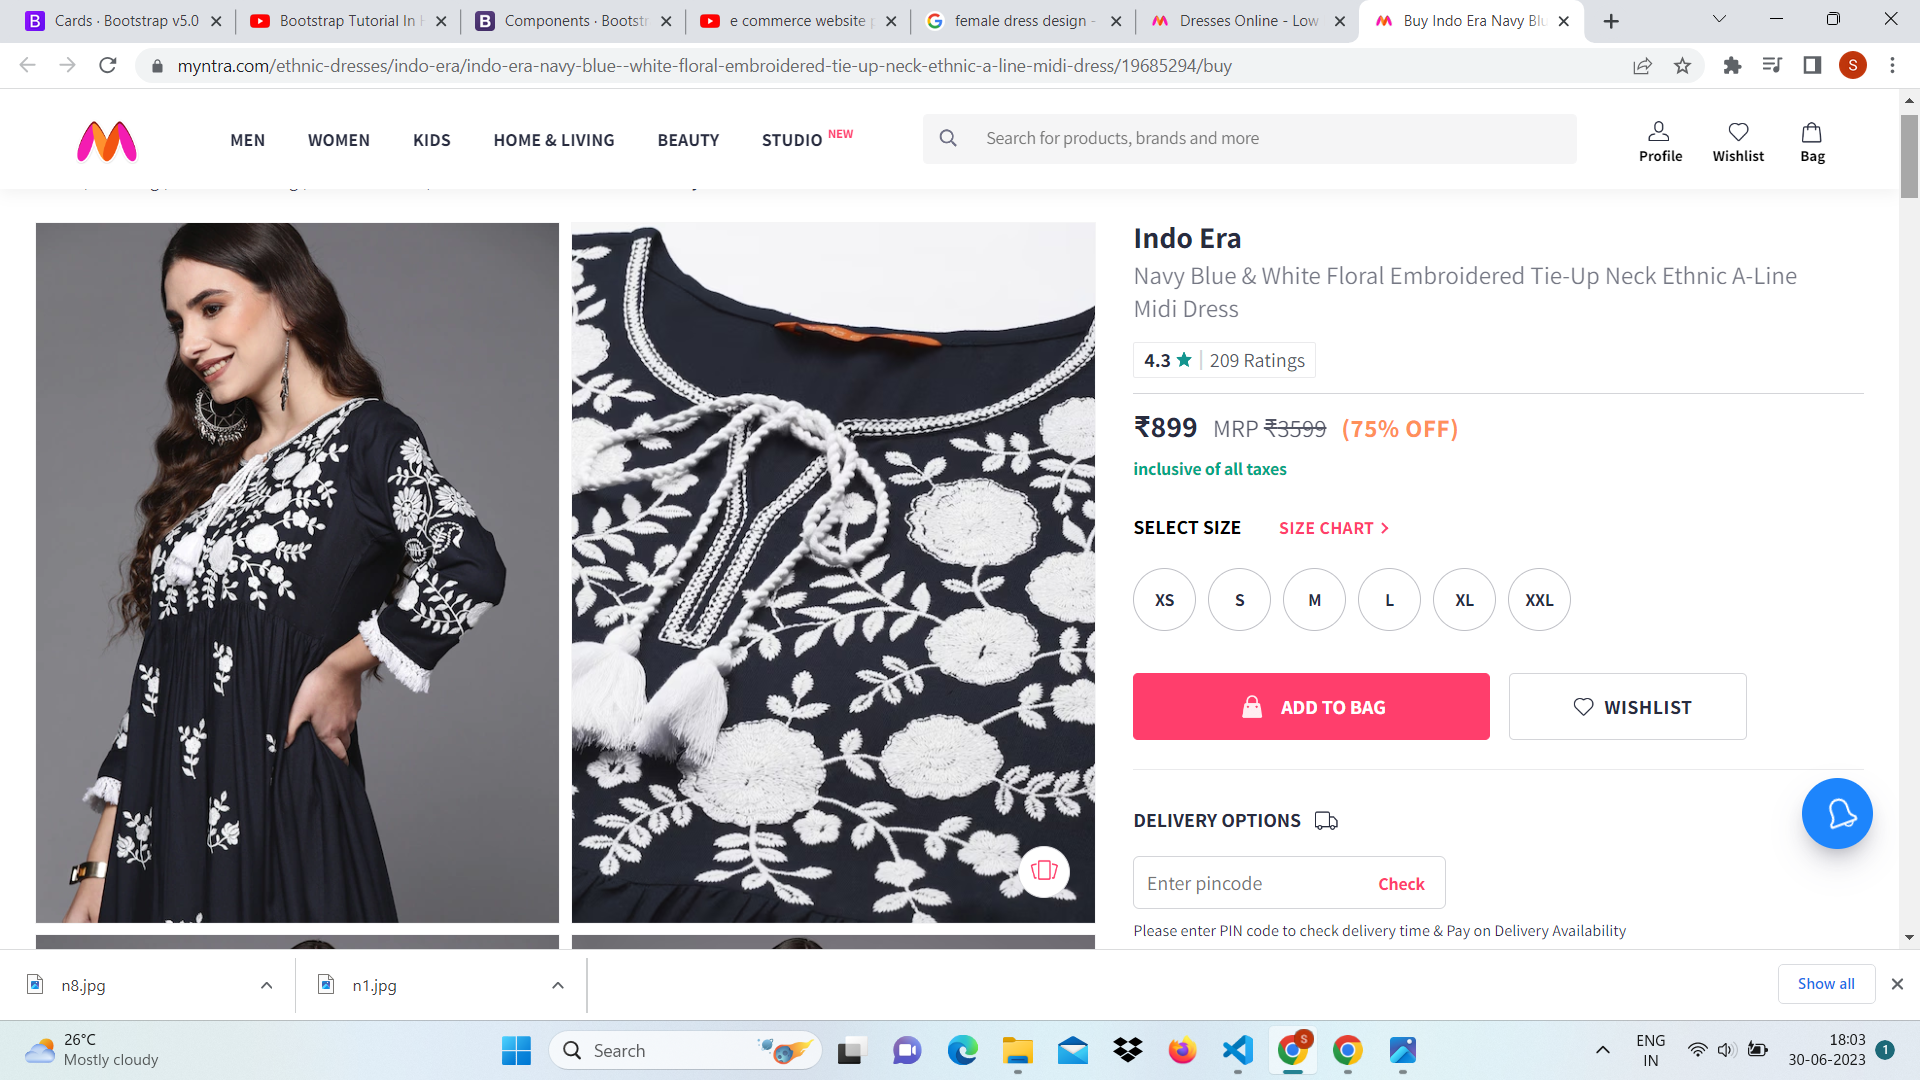 Cards · Bootstrap v5.0
Bootstrap Tutorial In
Components · Bootst
e commerce website
female dress design -
Dresses Online - Low
Buy Indo Era Navy Blu
myntra.com/ethnic-dresses/indo-era/indo-era-navy-blue--white-floral-embroidered-tie-up-neck-ethnic-a-line-midi-dress/19685294/buy
S
MEN
WOMEN
KIDS
HOME & LIVING
BEAUTY
STUDIO NEW
Search for products, brands and more
Profile
Wishlist
Bag
Indo Era
Navy Blue & White Floral Embroidered Tie-Up Neck Ethnic A-Line
Midi Dress
4.3 ★ | 209 Ratings
₹899 MRP ₹3599 (75% OFF)
inclusive of all taxes
SELECT SIZE
SIZE CHART >
XS
S
M
L
XL
XXL
ADD TO BAG
WISHLIST
DELIVERY OPTIONS
Enter pincode
Check
Please enter PIN code to check delivery time & Pay on Delivery Availability
n8.jpg
n1.jpg
Show all
26°C
Mostly cloudy
Search
S
ENG
IN
18:03
30-06-2023
1